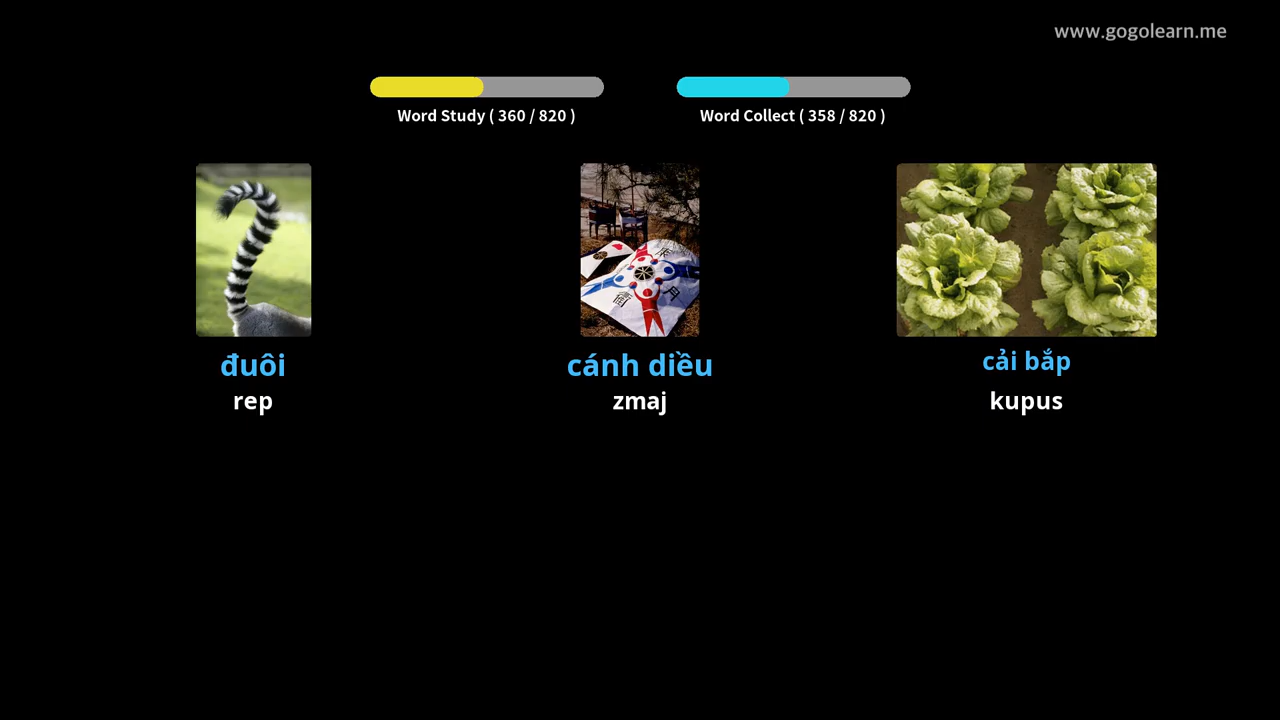 www.gogolearn.me
Word Study ( 360 / 820 )
Word Collect ( 358 / 820 )
đuôi
rep
cánh diều
zmaj
cải bắp
kupus